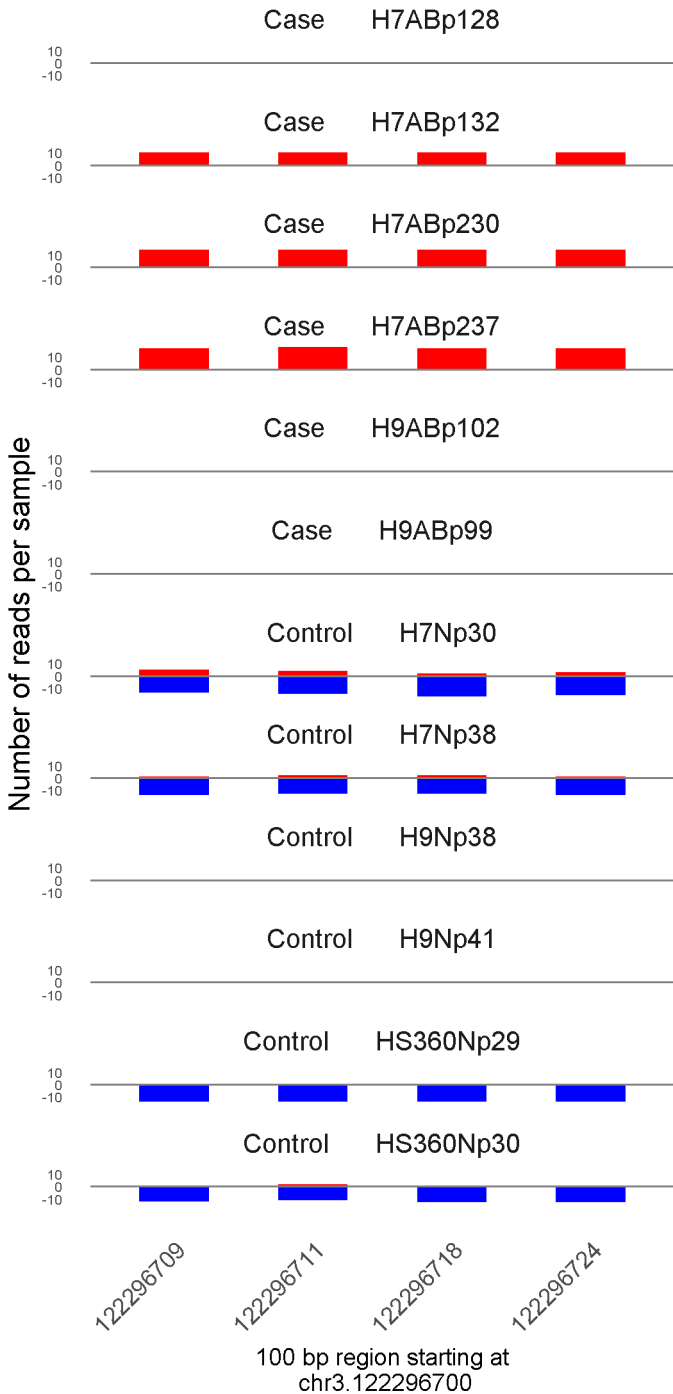 Case H7ABp128
10
0
-10
Case H7ABp132
10
0
-10
Case H7ABp230
10
0
-10
Case H7ABp237
10
0
-10
Case H9ABp102
10
0
-10
Case H9ABp99
10
0
-10
Control H7Np30
10
0
-10
Control H7Np38
10
0
-10
Control H9Np38
10
0
-10
Control H9Np41
10
0
-10
Control HS360Np29
10
0
-10
Control HS360Np30
10
0
-10
Number of reads per sample
122296709
122296711
122296718
122296724
100 bp region starting at
chr3.122296700